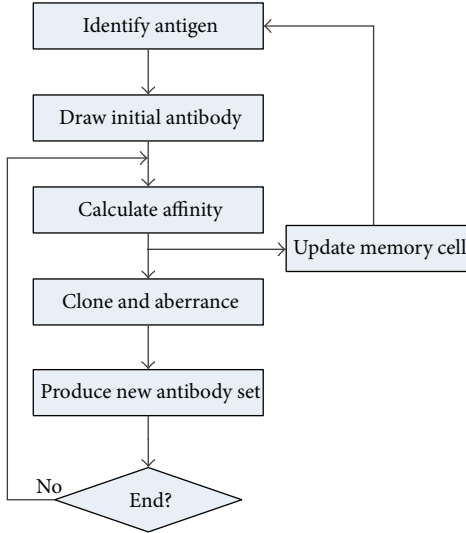 Identify antigen
Draw initial antibody
Calculate affinity
Update memory cell
Clone and aberrance
Produce new antibody set
No
End?